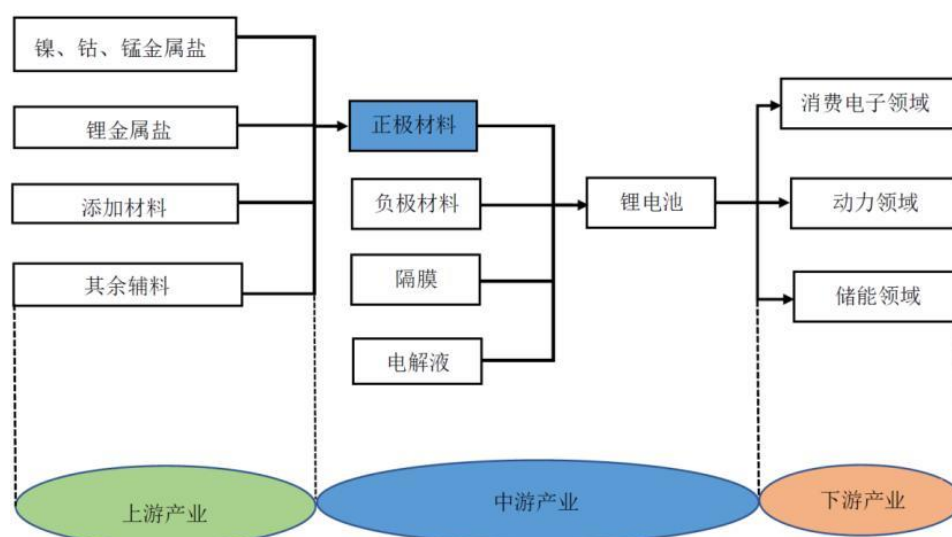 镍、钴、锰金属盐
锂金属盐
添加材料
其余辅料
正极材料
负极材料
隔膜
电解液
锂电池
消费电子领域
动力领域
储能领域
上游产业
中游产业
下游产业